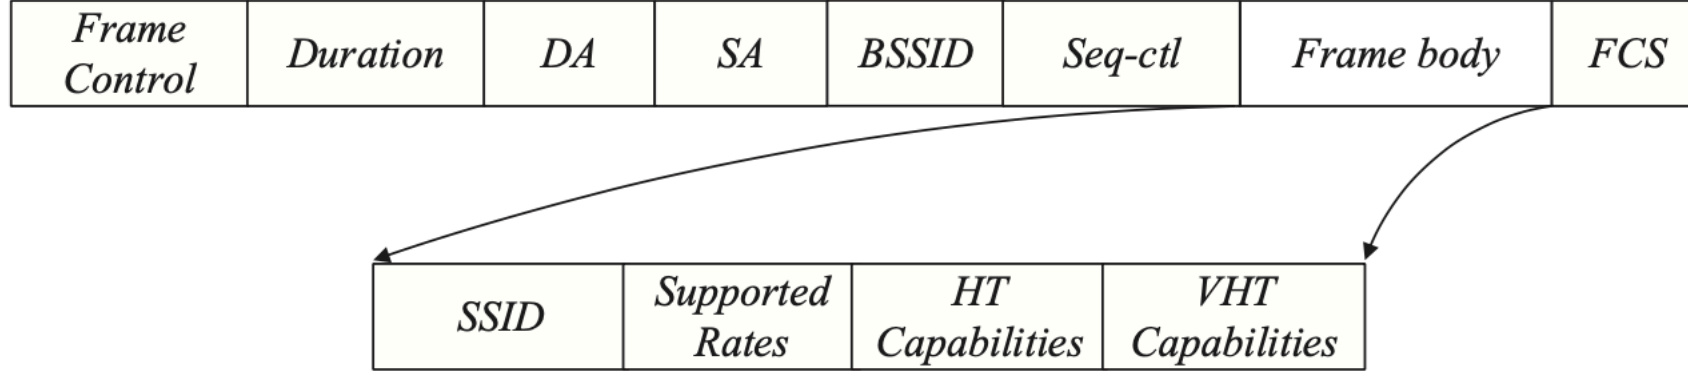 Frame
Control
Duration
DA
SA
BSSID
Seq-ctl
Frame body
FCS
SSID
Supported
Rates
HT
Capabilities
VHT
Capabilities